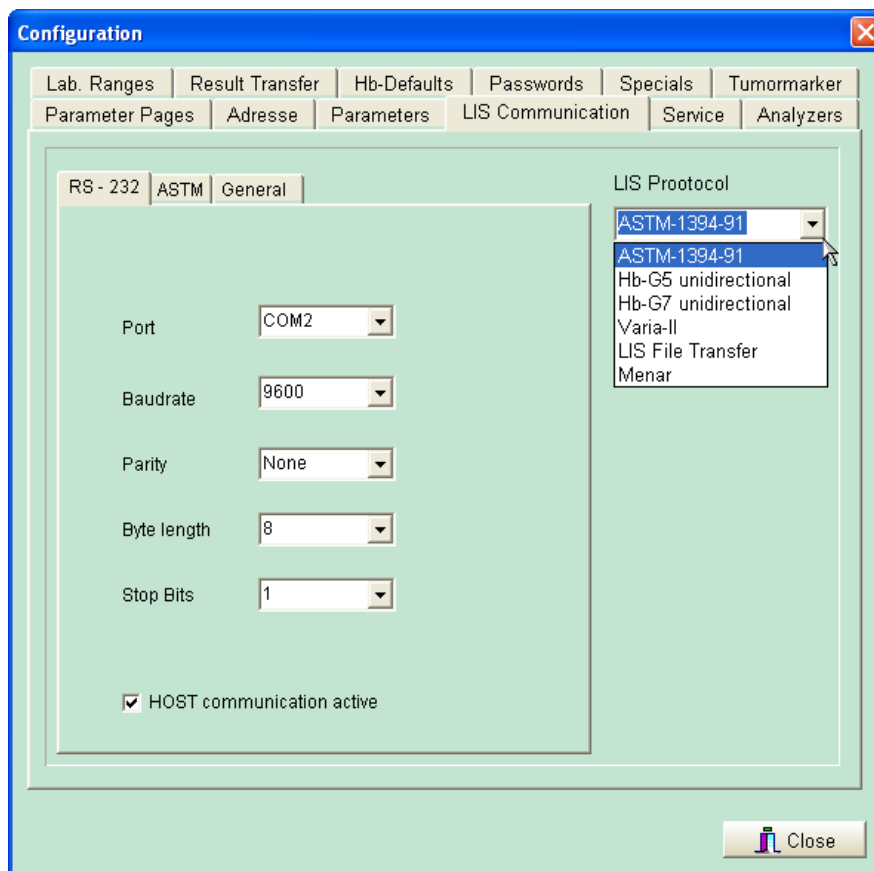 Configuration
Lab. Ranges Result Transfer Hb-Defaults Passwords Specials Tumormarker
Parameter Pages Adresse Parameters LIS Communication Service Analyzers
RS - 232 ASTM General
LIS Prootocol
ASTM-1394-91
ASTM-1394-91
Hb-G5 unidirectional
Hb-G7 unidirectional
Varia-II
LIS File Transfer
Menar
Port COM2
Baudrate 9600
Parity None
Byte length 8
Stop Bits 1
HOST communication active
Close